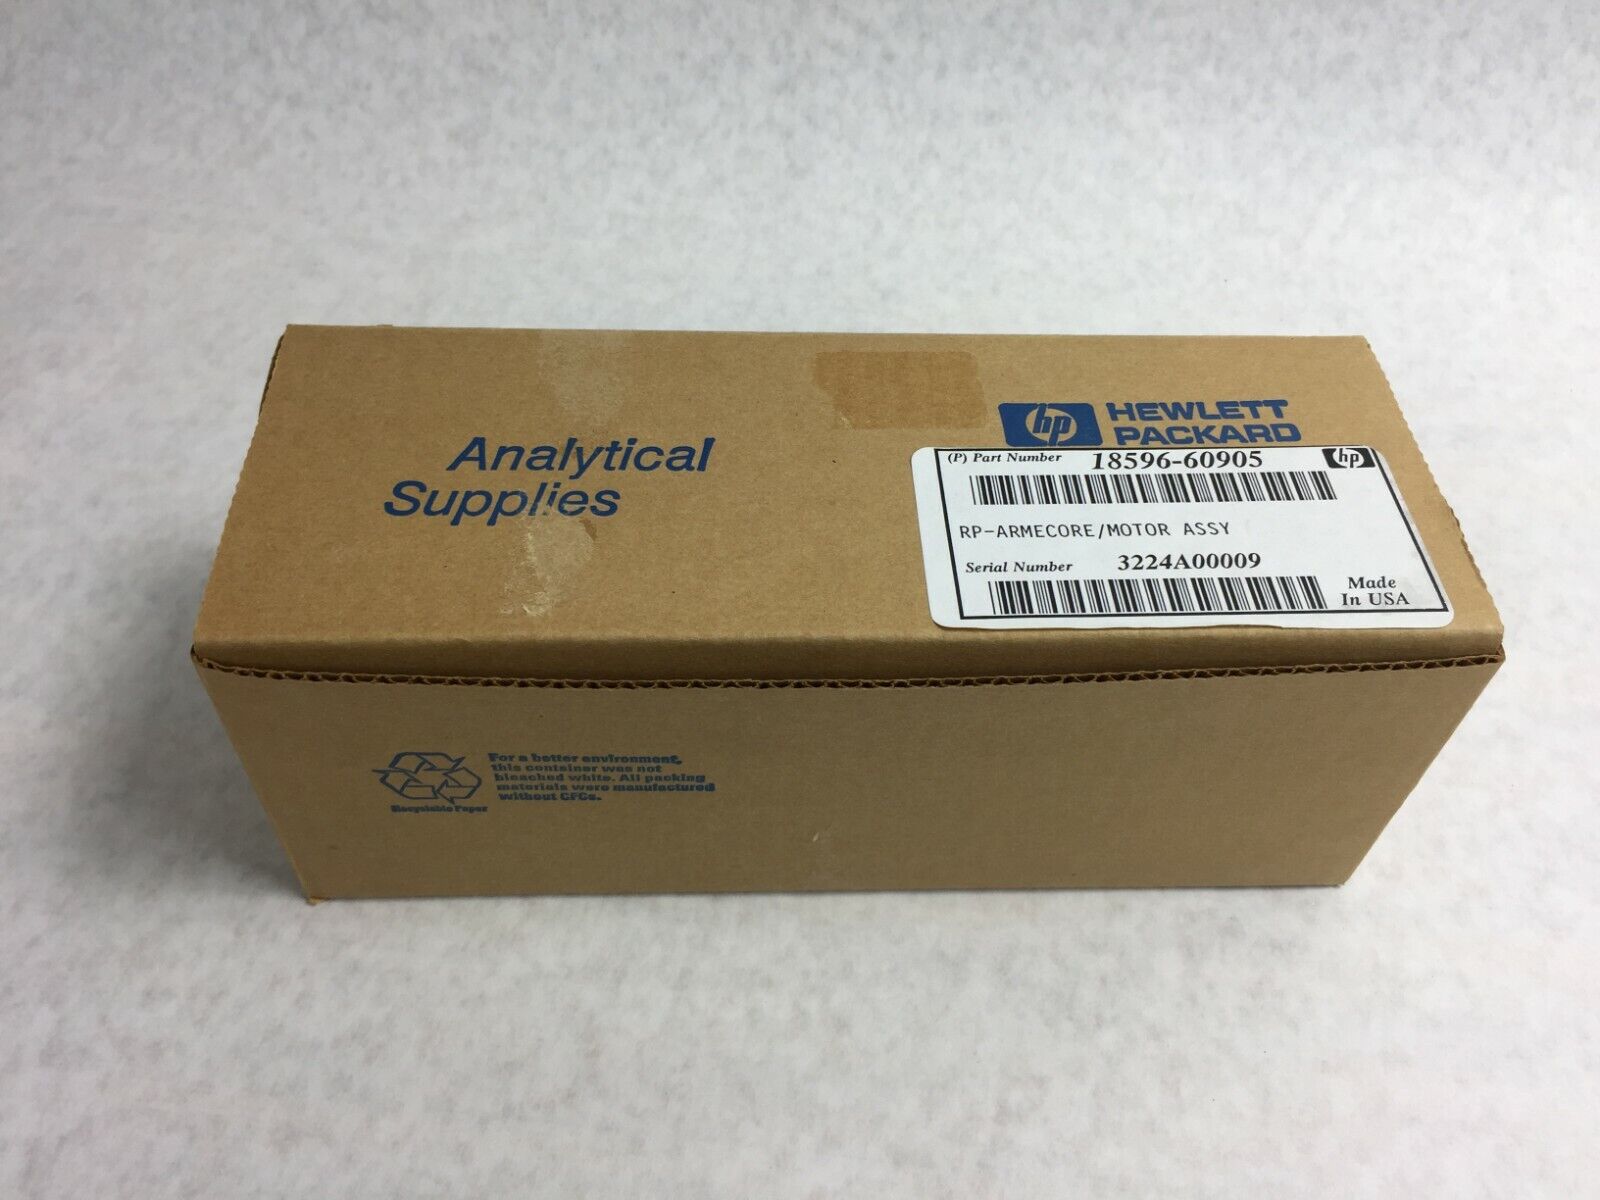 Analytical
Supplies
hp HEWLETT
PACKARD
(P) Part Number 18596-60905 hp
RP-ARMECORE/MOTOR ASSY
Serial Number 3224A00009
Made
In USA
For a better environment,
this container was not
bleached white. All packing
materials were manufactured
without CFCs.
Recyclable Paper